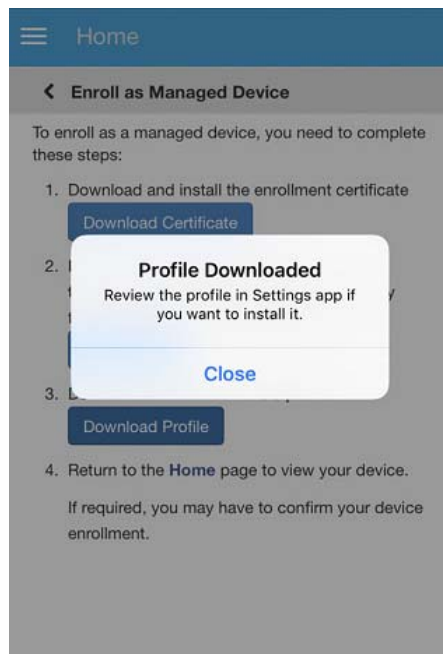 Home
Enroll as Managed Device
To enroll as a managed device, you need to complete
these steps:
1. Download and install the enrollment certificate
Download Certificate
2.
Profile Downloaded
Review the profile in Settings app if
you want to install it.
Close
3.
Download Profile
4. Return to the Home page to view your device.
If required, you may have to confirm your device
enrollment.